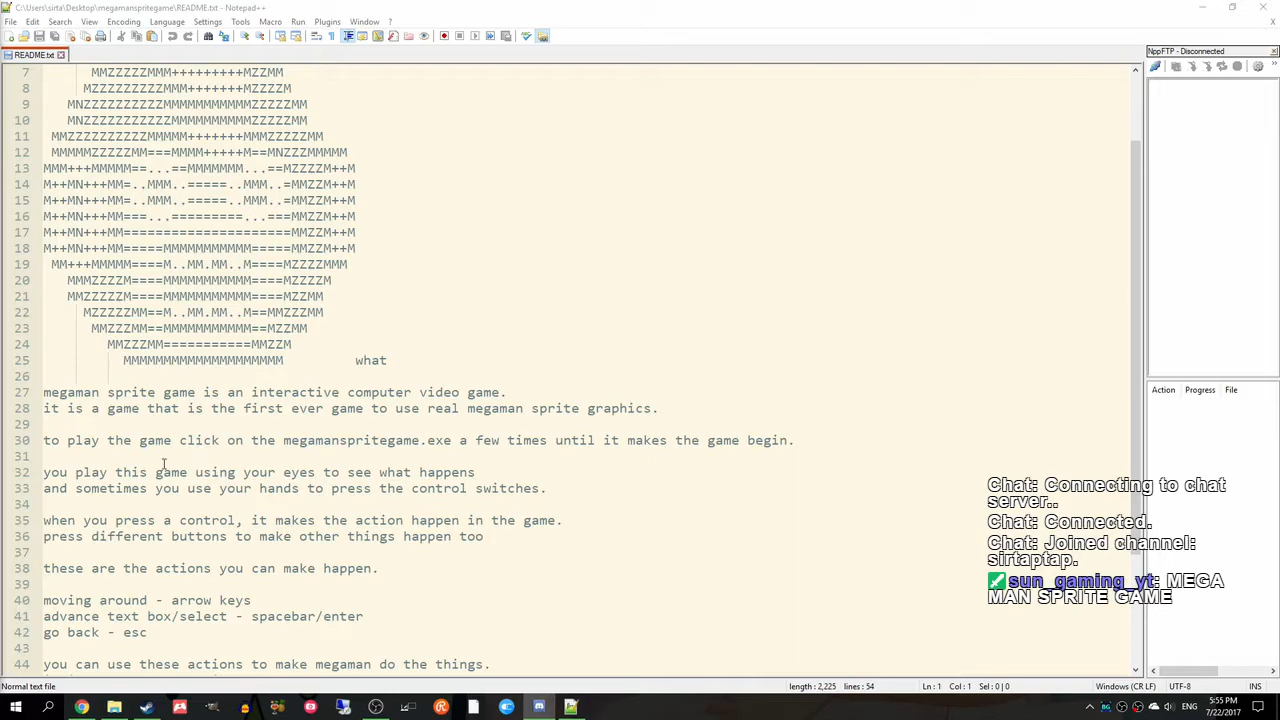 C:\Users\sirta\Desktop\megamanspritegame\README.txt - Notepad++
File Edit Search View Encoding Language Settings Tools Macro Run Plugins Window ?
README.txt
NppFTP - Disconnected
7 MMZZZZZMMM+++++++++MZZMM
8 MZZZZZZZZZMMM+++++++MZZZZM
9 MNZZZZZZZZZZMMMMMMMMMMMZZZZZMM
10 MNZZZZZZZZZZZMMMMMMMMMMZZZZZMM
11 MMZZZZZZZZZZMMMMM+++++++MMMZZZZZMM
12 MMMMMZZZZZMM===MMMM+++++M==MNZZZMMMMM
13 MMM+++MMMMM==...==MMMMMMM...==MZZZZM++M
14 M++MN+++MM=..MMM..=====..MMM..=MMZZM++M
15 M++MN+++MM=..MMM..=====..MMM..=MMZZM++M
16 M++MN+++MM===...=========...===MMZZM++M
17 M++MN+++MM=====================MMZZM++M
18 M++MN+++MM=====MMMMMMMMMMM=====MMZZM++M
19 MM+++MMMMM====M..MM.MM..M====MZZZZMMM
20 MMMZZZZM====MMMMMMMMMMM====MZZZZM
21 MMZZZZZM====MMMMMMMMMMM====MZZMM
22 MZZZZZMM==M..MM.MM..M==MMZZZMM
23 MMZZZMM==MMMMMMMMMMM==MZZMM
24 MMZZZMM===========MMZZM
25 MMMMMMMMMMMMMMMMMMMM what
26
27 megaman sprite game is an interactive computer video game.
28 it is a game that is the first ever game to use real megaman sprite graphics.
29
30 to play the game click on the megamanspritegame.exe a few times until it makes the game begin.
31
32 you play this game using your eyes to see what happens
33 and sometimes you use your hands to press the control switches.
34
35 when you press a control, it makes the action happen in the game.
36 press different buttons to make other things happen too
37
38 these are the actions you can make happen.
39
40 moving around - arrow keys
41 advance text box/select - spacebar/enter
42 go back - esc
43
44 you can use these actions to make megaman do the things.
Action Progress File
Chat: Connecting to chat
server..
Chat: Connected.
Chat: Joined channel:
sirtaptap.
sun_gaming_yt: MEGA
MAN SPRITE GAME
Normal text file length : 2,225 lines : 54 Ln : 1 Col : 1 Sel : 0 | 0 Windows (CR LF) UTF-8 INS
ENG
5:55 PM
7/22/2017